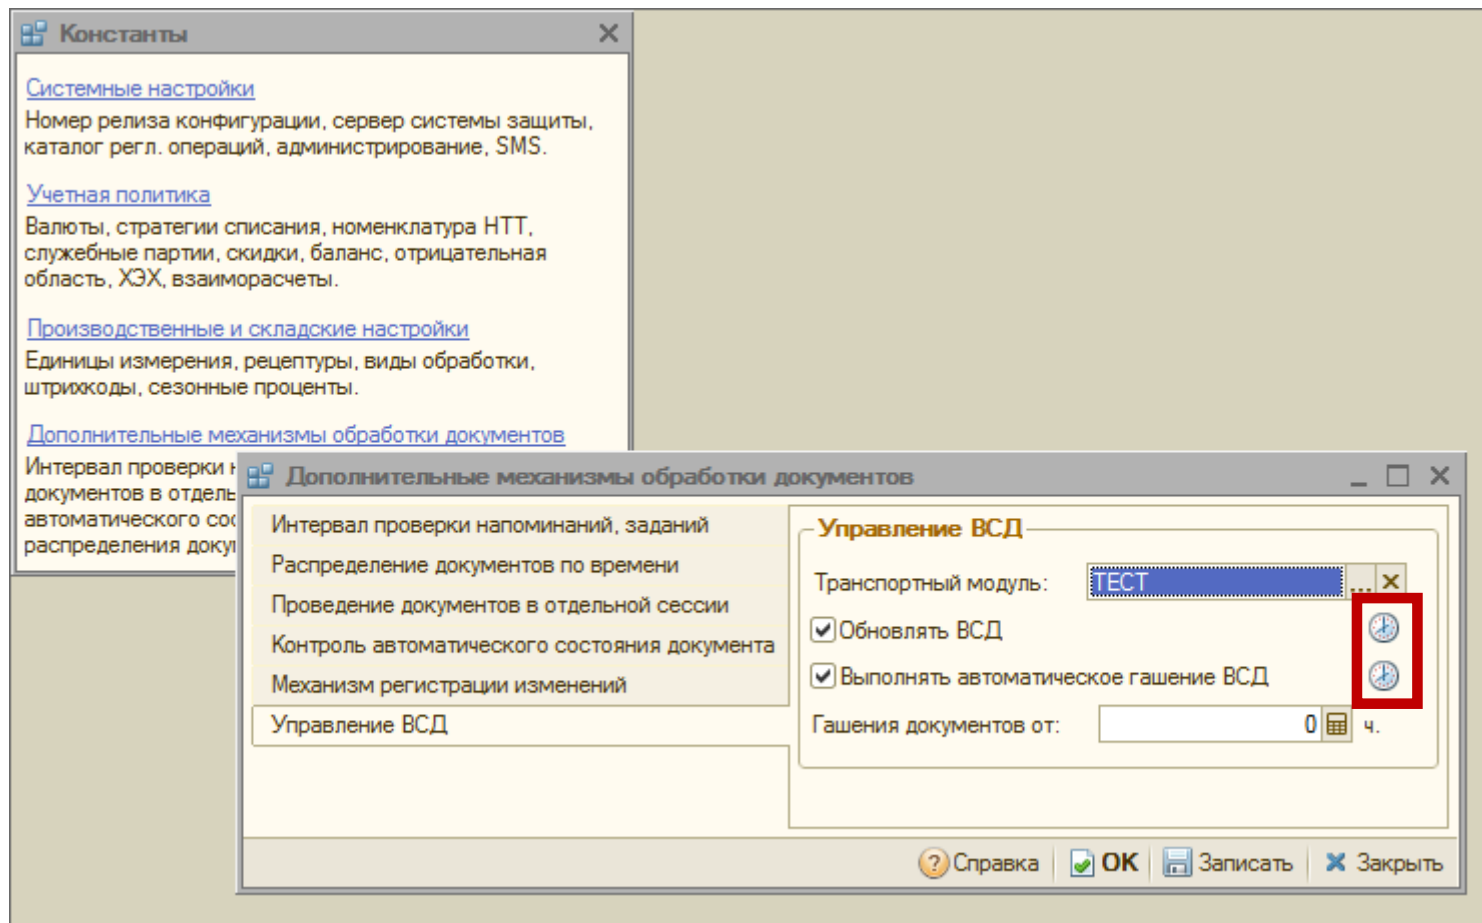 Константы
Системные настройки
Номер релиза конфигурации, сервер системы защиты,
каталог регл. операций, администрирование, SMS.
Учетная политика
Валюты, стратегии списания, номенклатура НТТ,
служебные партии, скидки, баланс, отрицательная
область, ХЭХ, взаиморасчеты.
Производственные и складские настройки
Единицы измерения, рецептуры, виды обработки,
штрихкоды, сезонные проценты.
Дополнительные механизмы обработки документов
Интервал проверки
документов в
автоматического
распределения
Дополнительные механизмы обработки документов
Интервал проверки напоминаний, заданий
Распределение документов по времени
Проведение документов в отдельной сессии
Контроль автоматического состояния документа
Механизм регистрации изменений
Управление ВСД
Управление ВСД
Транспортный модуль: ТЕСТ ...
Обновлять ВСД
Выполнять автоматическое гашение ВСД
Гашения документов от: 0 ч.
Справка OK Записать Закрыть